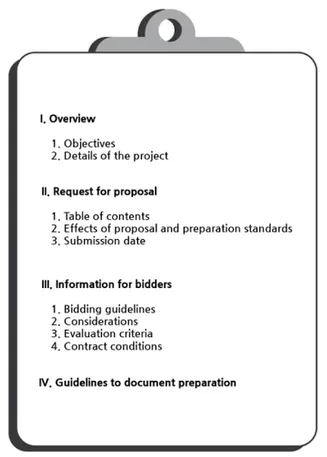 I. Overview
1. Objectives
2. Details of the project
II. Request for proposal
1. Table of contents
2. Effects of proposal and preparation standards
3. Submission date
III. Information for bidders
1. Bidding guidelines
2. Considerations
3. Evaluation criteria
4. Contract conditions
IV. Guidelines to document preparation